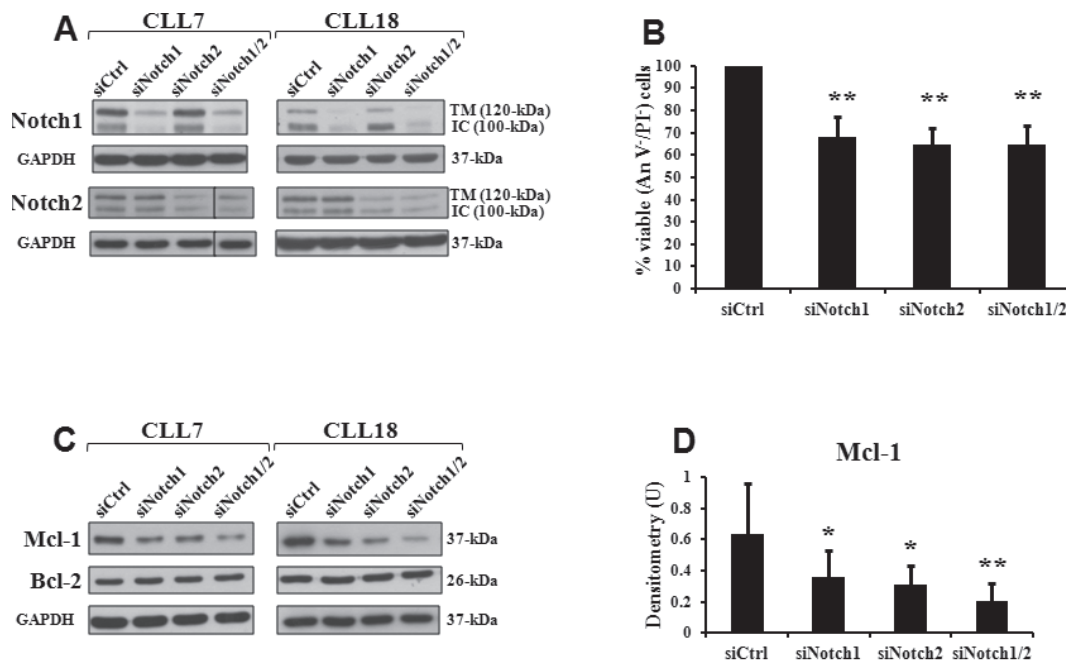 A
CLL7 CLL18
siCtrl siNotch1 siNotch2 siNotch1/2 siCtrl siNotch1 siNotch2 siNotch1/2
Notch1 TM (120-kDa)
IC (100-kDa)
GAPDH 37-kDa
Notch2 TM (120-kDa)
IC (100-kDa)
GAPDH 37-kDa
B
% viable (An V-/PI-) cells
100
90
80
70
60
50
40
30
20
10
0
** ** **
siCtrl siNotch1 siNotch2 siNotch1/2
C
CLL7 CLL18
siCtrl siNotch1 siNotch2 siNotch1/2 siCtrl siNotch1 siNotch2 siNotch1/2
Mcl-1 37-kDa
Bcl-2 26-kDa
GAPDH 37-kDa
D
Mcl-1
Densitometry (U)
1
0.8
0.6
0.4
0.2
0
* * **
siCtrl siNotch1 siNotch2 siNotch1/2